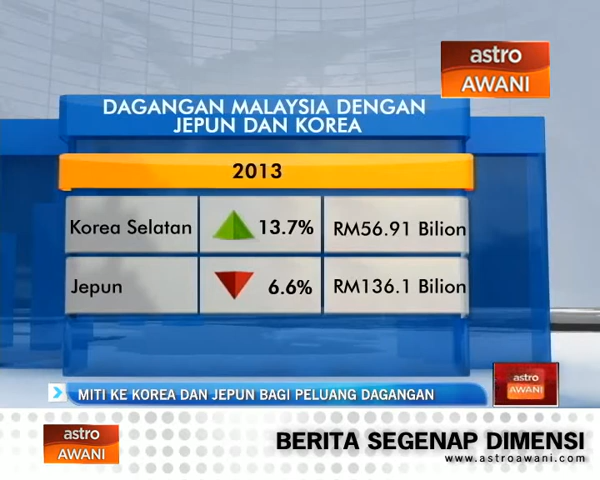 astro
AWANI
DAGANGAN MALAYSIA DENGAN
JEPUN DAN KOREA
2013
Korea Selatan 13.7% RM56.91 Bilion
Jepun 6.6% RM136.1 Bilion
MITI KE KOREA DAN JEPUN BAGI PELUANG DAGANGAN
astro
AWANI
astro
AWANI
BERITA SEGENAP DIMENSI
www.astroawani.com